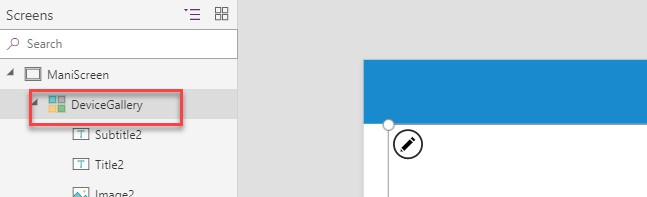 Screens
Search
ManiScreen
DeviceGallery
Subtitle2
Title2
Image2